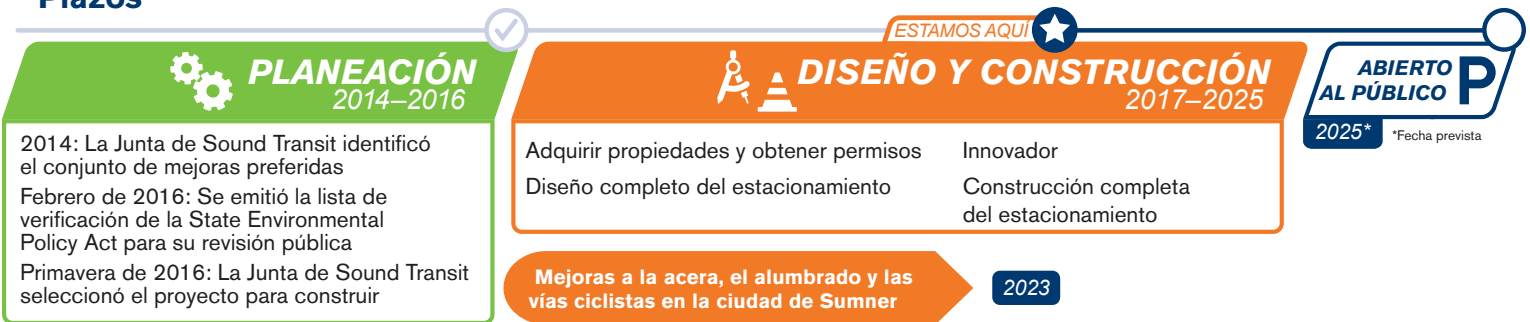 Plazos
ESTAMOS AQUÍ
PLANEACIÓN
2014–2016
2014: La Junta de Sound Transit identificó
el conjunto de mejoras preferidas
Febrero de 2016: Se emitió la lista de
verificación de la State Environmental
Policy Act para su revisión pública
Primavera de 2016: La Junta de Sound Transit
seleccionó el proyecto para construir
DISEÑO Y CONSTRUCCIÓN
2017–2025
Adquirir propiedades y obtener permisos
Diseño completo del estacionamiento
Innovador
Construcción completa
del estacionamiento
Mejoras a la acera, el alumbrado y las
vías ciclistas en la ciudad de Sumner
2023
ABIERTO
AL PÚBLICO
P
2025*
*Fecha prevista